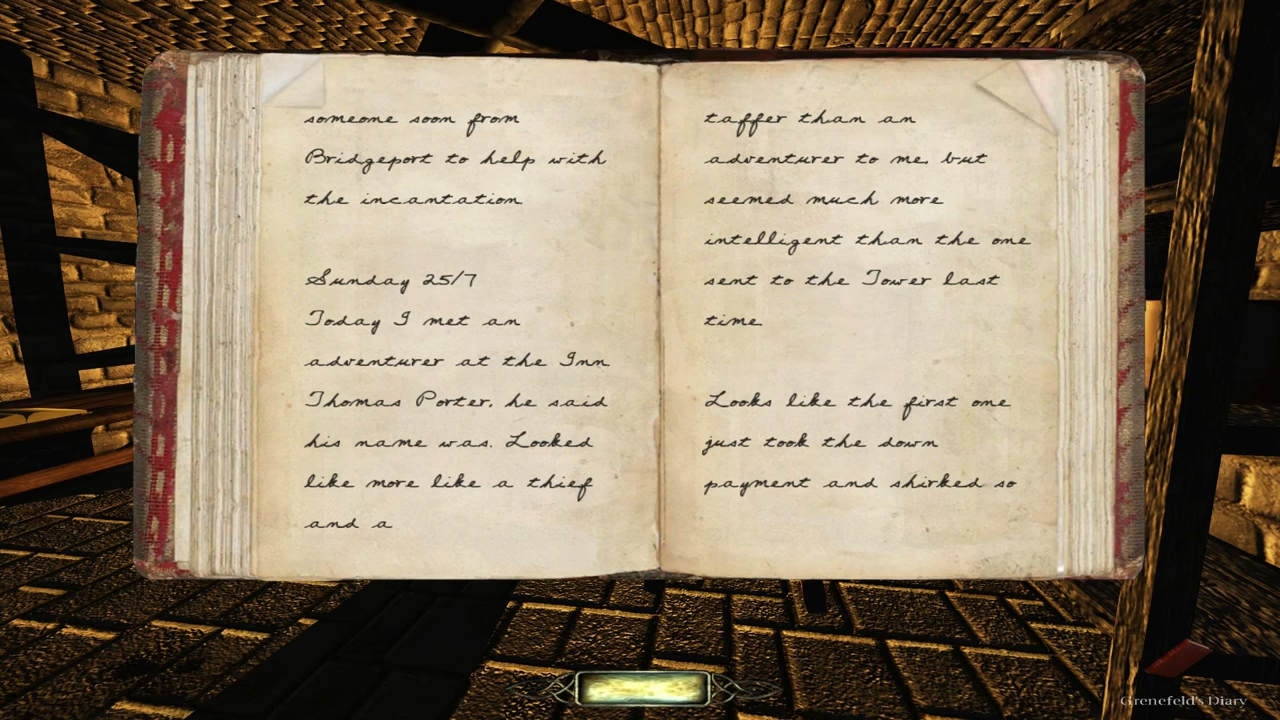 someone soon from
Bridgeport to help with
the incantation
Sunday 25/7
Today I met an
adventurer at the Inn
Thomas Porter, he said
his name was. Looked
like more like a thief
and a
taffer than an
adventurer to me, but
seemed much more
intelligent than the one
sent to the Tower last
time.
Looks like the first one
just took the down
payment and shirked so
Grenefeld's Diary